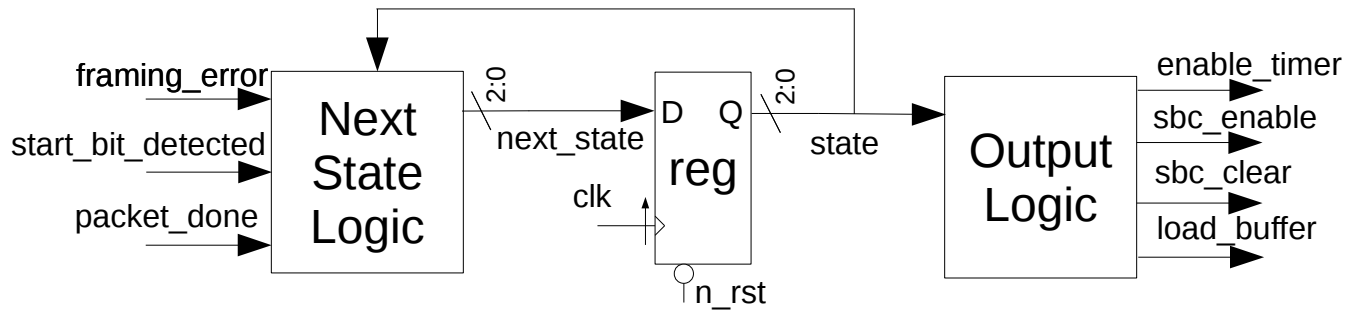 framing_error
start_bit_detected
packet_done
Next
State
Logic
2:0
next_state
D Q
reg
clk
n_rst
2:0
state
Output
Logic
enable_timer
sbc_enable
sbc_clear
load_buffer